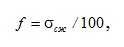 f = σсж /100,